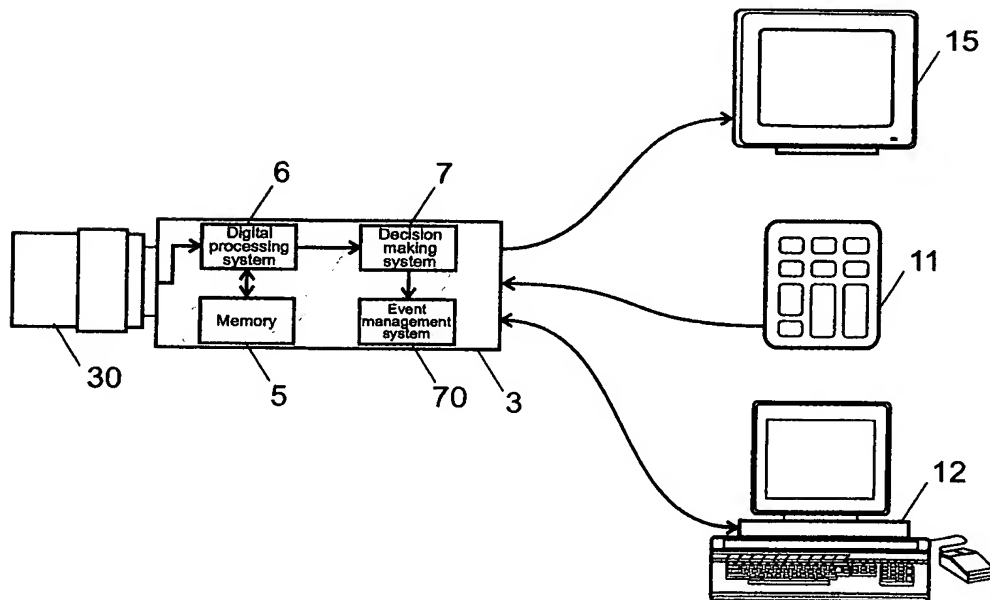 15
6
7
Digital
processing
system
Decision
making
system
11
Memory
Event
management
system
30
5
70
3
12